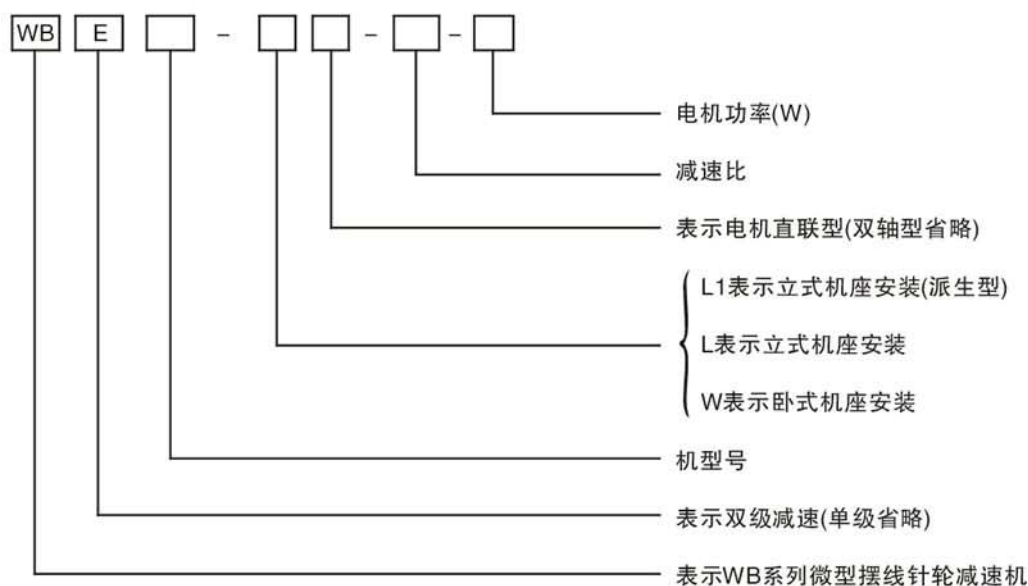 WB E - - -
电机功率(W)
减速比
表示电机直联型(双轴型省略)
L1表示立式机座安装(派生型)
L表示立式机座安装
W表示卧式机座安装
机型号
表示双级减速(单级省略)
表示WB系列微型摆线针轮减速机